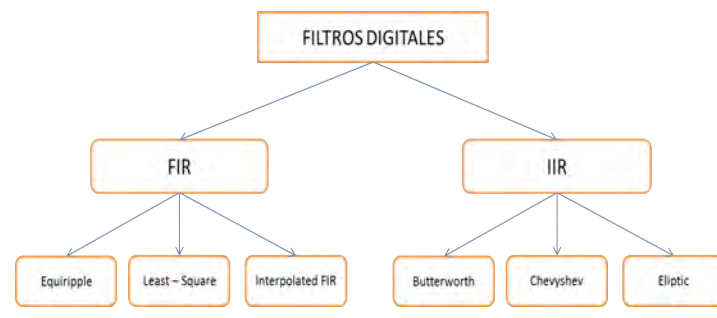 FILTROS DIGITALES
FIR
IIR
Equiripple
Least – Square
Interpolated FIR
Butterworth
Chevyshev
Eliptic